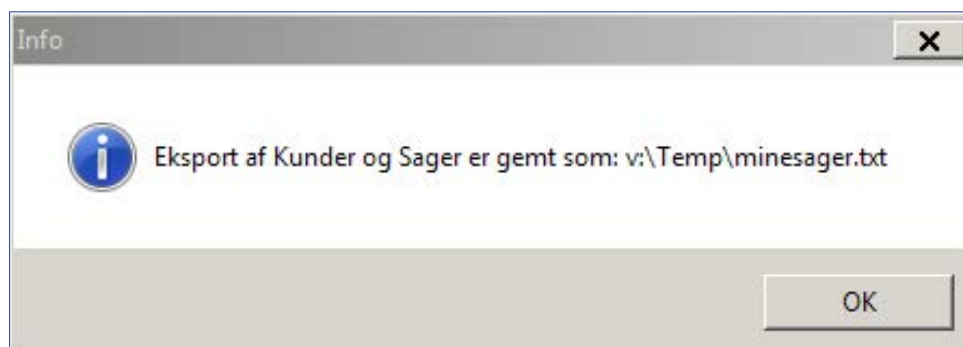 Info
Eksport af Kunder og Sager er gemt som: v:\Temp\minesager.txt
OK